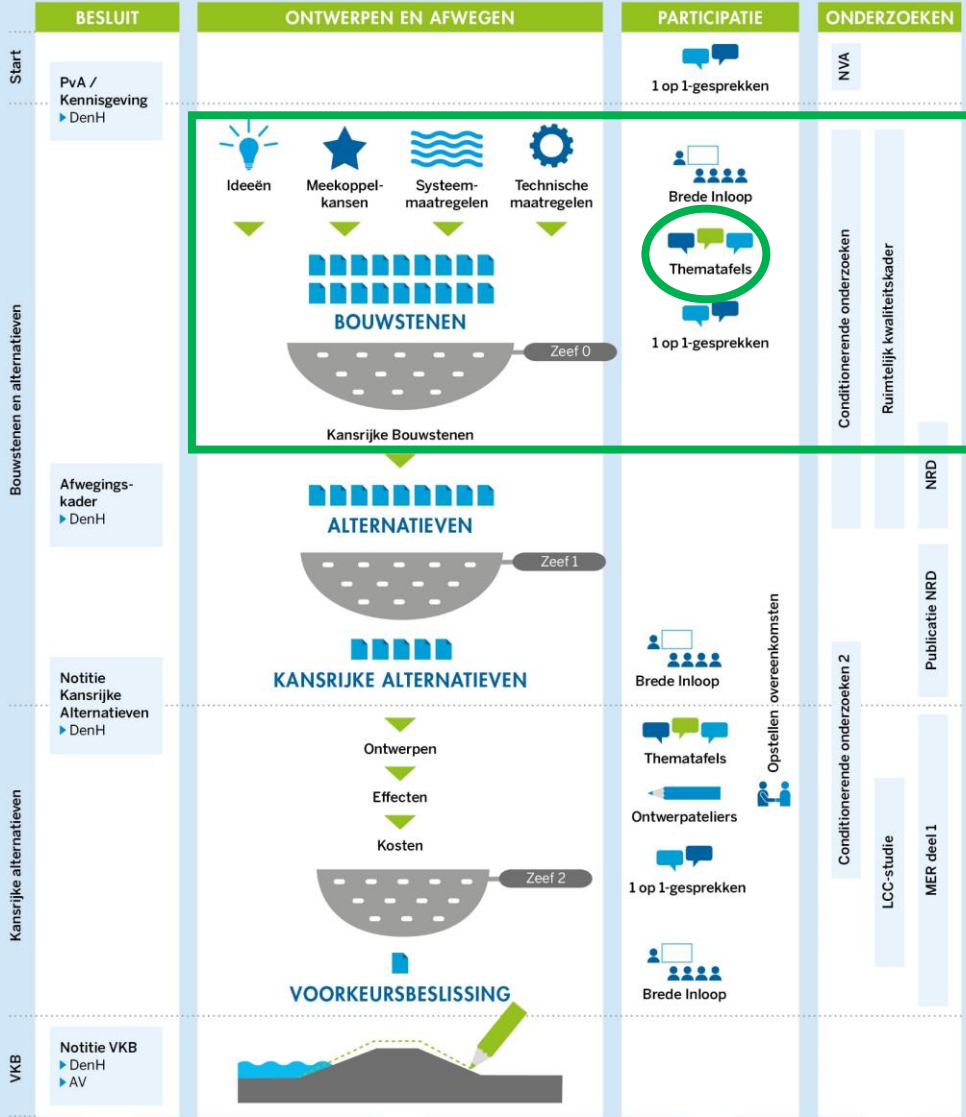 BESLUIT
ONTWERPEN EN AFWEGEN
PARTICIPATIE
ONDERZOEKEN
Start
PvA /
Kennisgeving
DenH
1 op 1-gesprekken
NVA
Bouwstenen en alternatieven
Ideeën
Meekoppel-
kansen
Systeem-
maatregelen
Technische
maatregelen
BOUWSTENEN
Zeef 0
Kansrijke Bouwstenen
Brede Inloop
Thematafels
1 op 1-gesprekken
Conditionerende onderzoeken
Ruimtelijk kwaliteitskader
NRD
Afwegings-
kader
DenH
ALTERNATIEVEN
Zeef 1
KANSRIJKE ALTERNATIEVEN
Brede Inloop
Publicatie NRD
Notitie
Kansrijke
Alternatieven
DenH
Kansrijke alternatieven
Ontwerpen
Effecten
Kosten
Zeef 2
VOORKEURSBESLISSING
Thematafels
Ontwerpateliers
1 op 1-gesprekken
Brede Inloop
Opstellen overeenkomsten
Conditionerende onderzoeken 2
LCC-studie
MER deel 1
VKB
Notitie VKB
DenH
AV